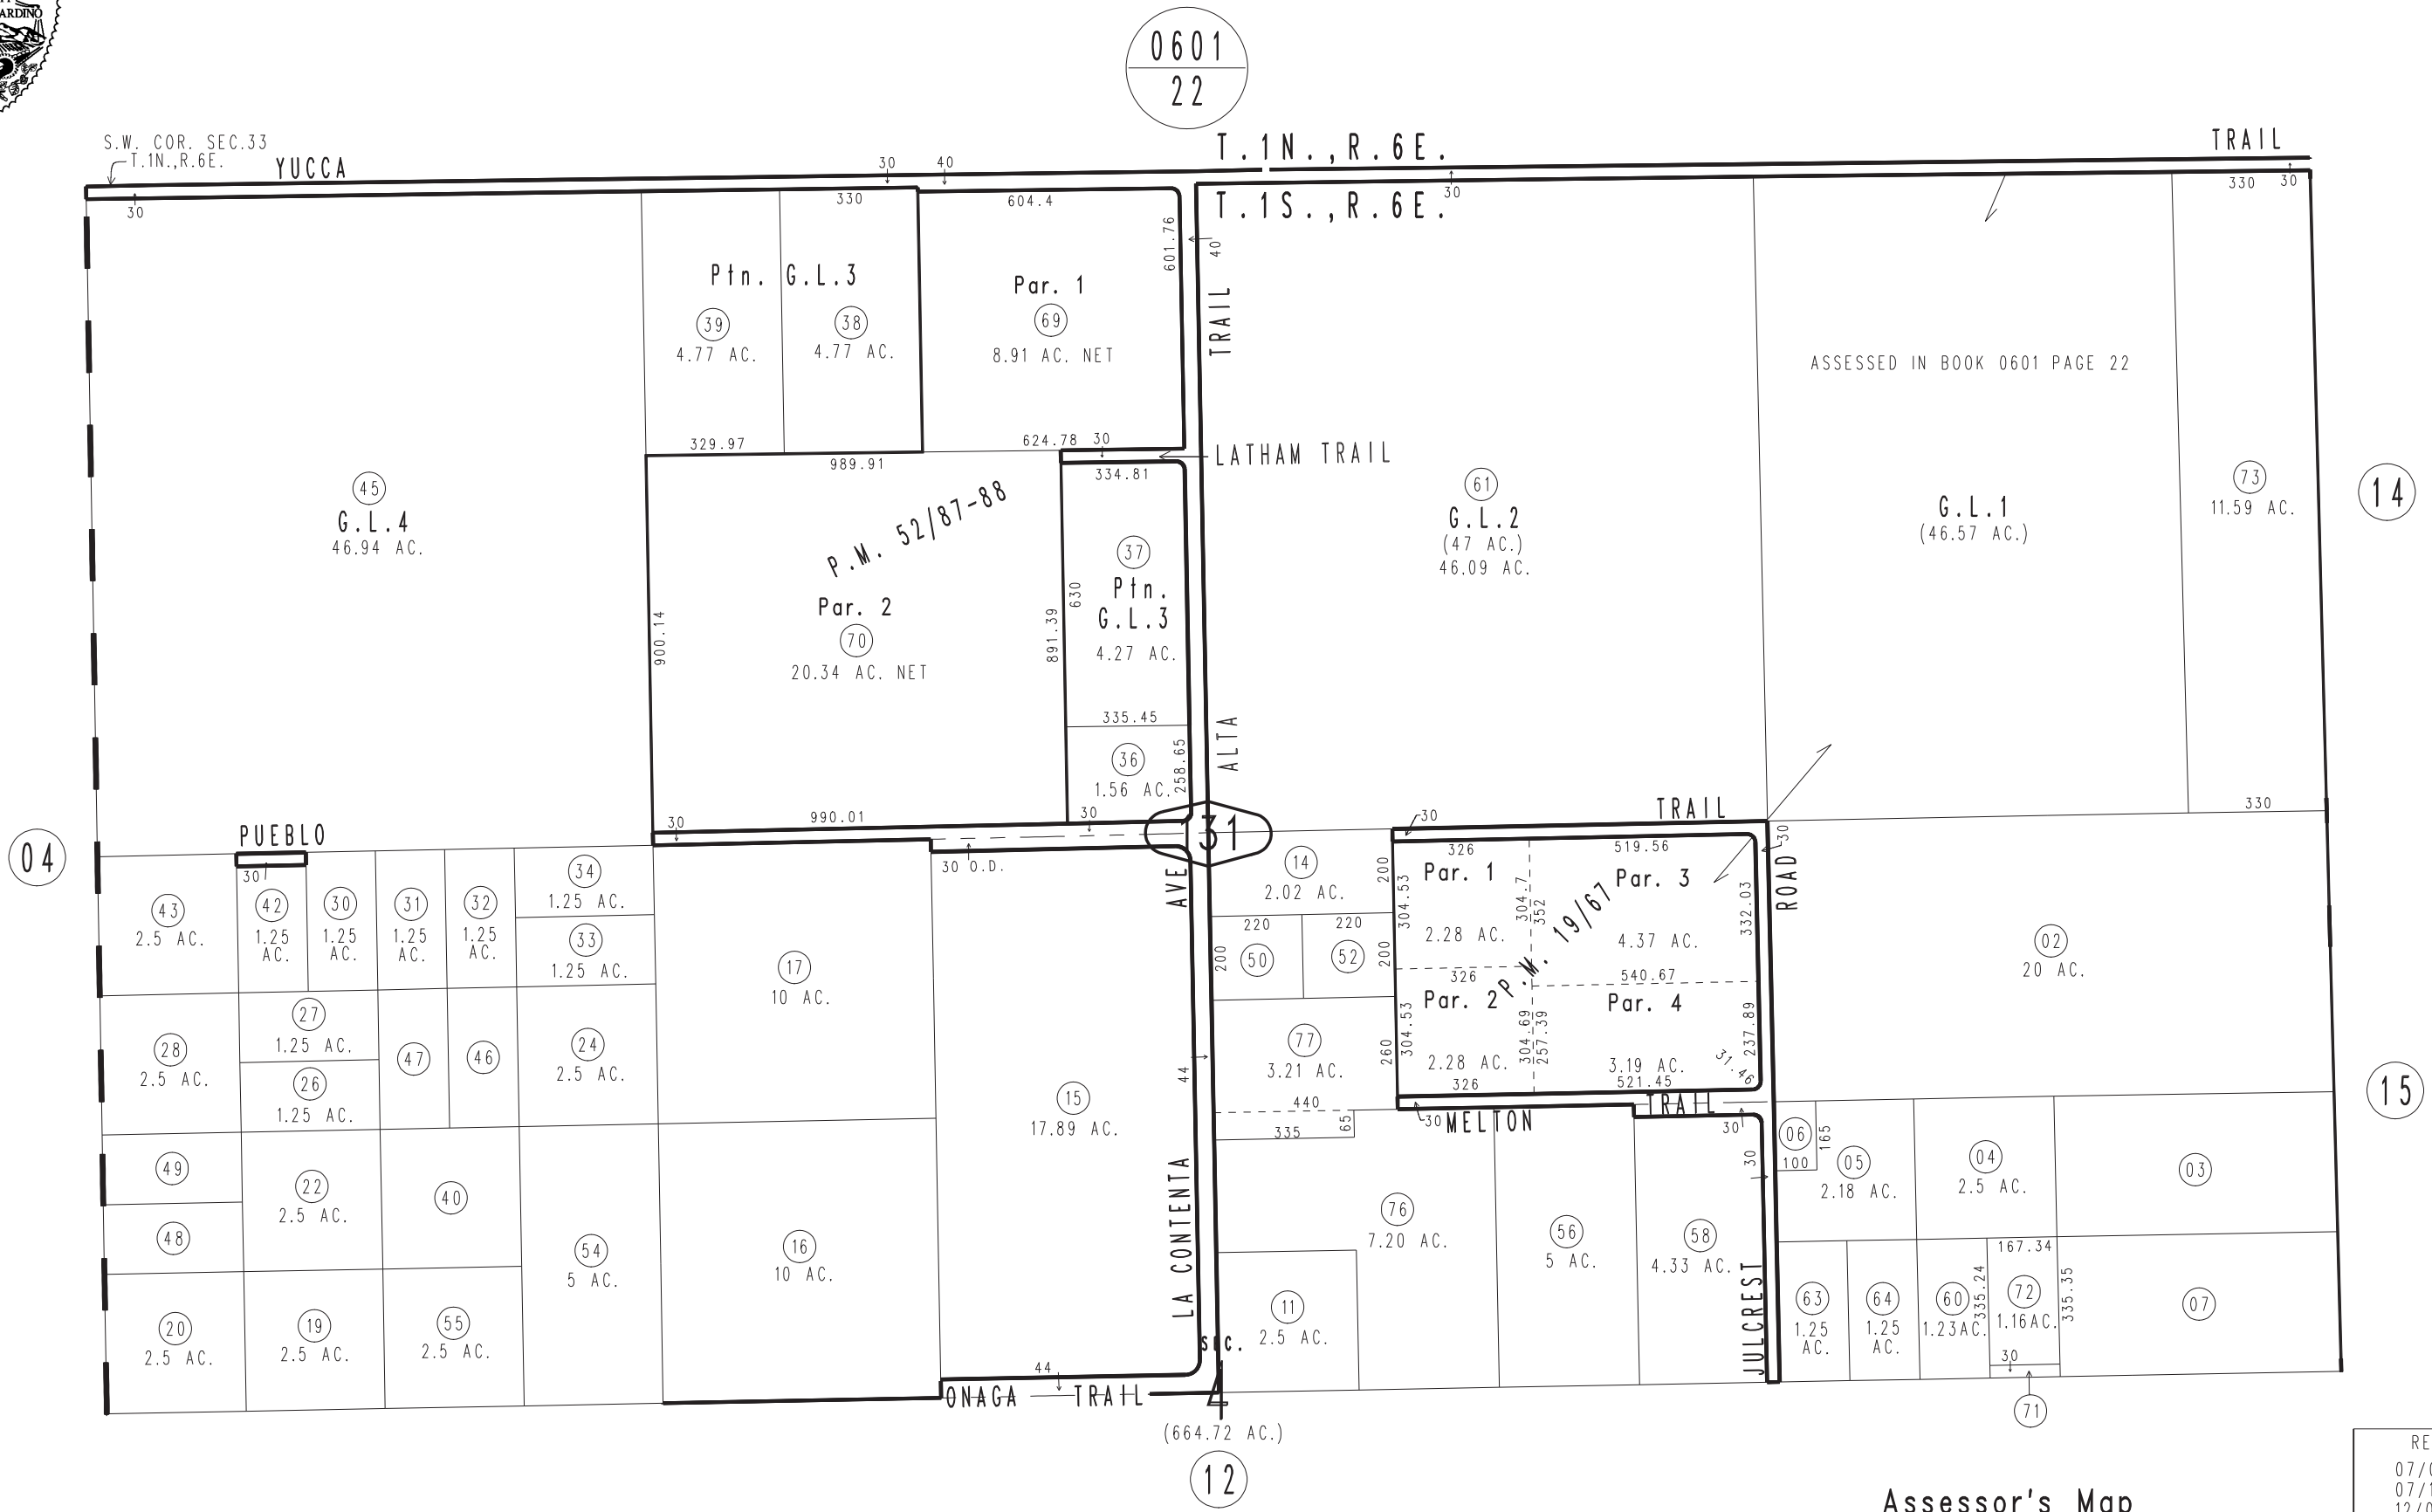 ARDINO
0601
22
S.W. COR. SEC.33
T.1N.,R.6E.
YUCCA
30
40
T.1N.,R.6E.
TRAIL
30
330
604.4
T.1S.,R.6E.
30
330
30
601.76
40
TRAIL
Ptn. G.L.3
39
4.77 AC.
38
4.77 AC.
Par. 1
69
8.91 AC. NET
ASSESSED IN BOOK 0601 PAGE 22
329.97
989.91
624.78
30
334.81
LATHAM TRAIL
45
G.L.4
46.94 AC.
P.M. 52/87-88
Par. 2
70
20.34 AC. NET
900.14
891.39
630
37
Ptn.
G.L.3
4.27 AC.
335.45
36
1.56 AC.
258.65
ALTA
61
G.L.2
(47 AC.)
46.09 AC.
G.L.1
(46.57 AC.)
73
11.59 AC.
14
330
04
PUEBLO
30
30
990.01
30
30 O.D.
31
AVE
30
TRAIL
30
ROAD
43
2.5 AC.
42
1.25
AC.
30
1.25
AC.
31
1.25
AC.
32
1.25
AC.
34
1.25 AC.
33
1.25 AC.
17
10 AC.
14
2.02 AC.
200
220
220
200
50
52
200
326
Par. 1
304.53
2.28 AC.
304.7
352
P.M. 19/67
519.56
Par. 3
4.37 AC.
332.03
326
540.67
Par. 2
304.53
2.28 AC.
304.69
257.39
Par. 4
3.19 AC.
237.89
31.46
326
521.45
02
20 AC.
28
2.5 AC.
27
1.25 AC.
26
1.25 AC.
47
46
24
2.5 AC.
15
17.89 AC.
44
77
3.21 AC.
260
440
335
65
30
MELTON
TRAIL
30
30
15
49
48
22
2.5 AC.
40
54
5 AC.
16
10 AC.
LA CONTENTA
76
7.20 AC.
56
5 AC.
58
4.33 AC.
JULCREST
06
100
165
05
2.18 AC.
04
2.5 AC.
03
20
2.5 AC.
19
2.5 AC.
55
2.5 AC.
11
2.5 AC.
63
1.25
AC.
64
1.25
AC.
60
1.23AC.
335.24
167.34
72
1.16AC.
335.35
30
07
71
44
ONAGA TRAIL
SEC.
4
(664.72 AC.)
12
Assessor's Map
RE
07/
07/
12/